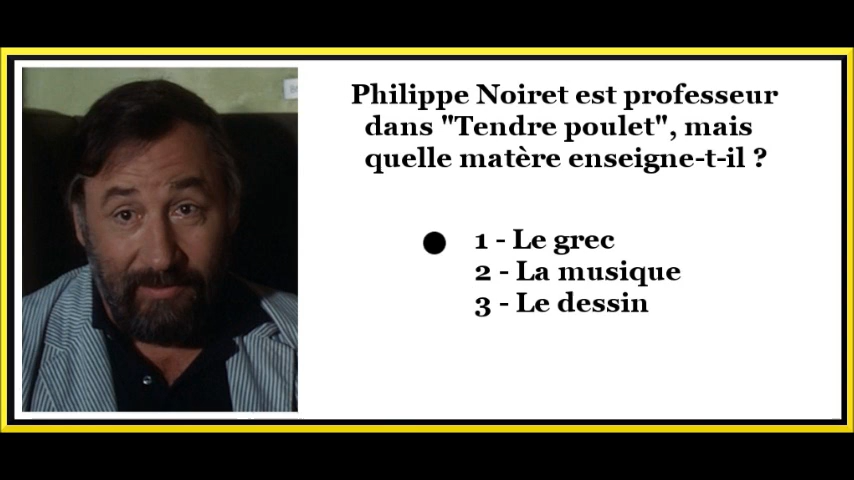 Philippe Noiret est professeur
dans "Tendre poulet", mais
quelle matère enseigne-t-il ?
1 - Le grec
2 - La musique
3 - Le dessin